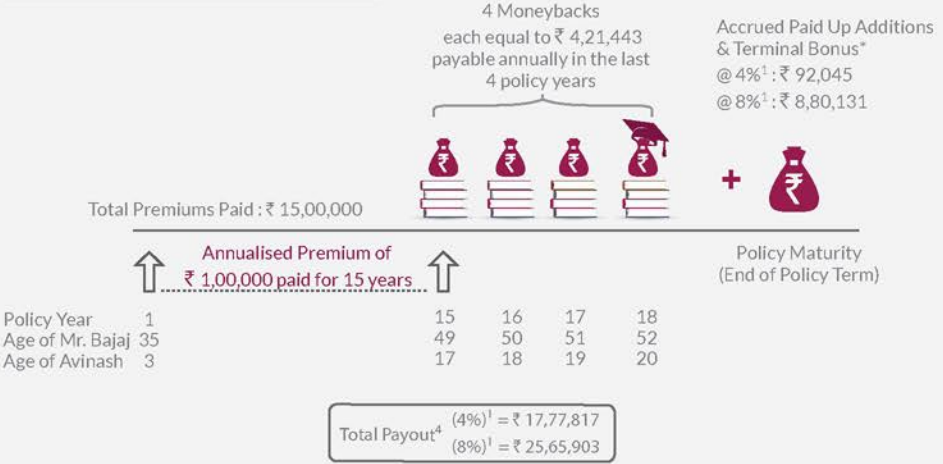 4 Moneybacks
each equal to ₹ 4,21,443
payable annually in the last
4 policy years
Accrued Paid Up Additions
& Terminal Bonus*
@ 4%¹ : ₹ 92,045
@ 8%¹ : ₹ 8,80,131
₹ ₹ ₹ ₹ + ₹
Total Premiums Paid : ₹ 15,00,000
Annualised Premium of
₹ 1,00,000 paid for 15 years
Policy Maturity
(End of Policy Term)
Policy Year 1 15 16 17 18
Age of Mr. Bajaj 35 49 50 51 52
Age of Avinash 3 17 18 19 20
Total Payout⁴
(4%)¹ = ₹ 17,77,817
(8%)¹ = ₹ 25,65,903